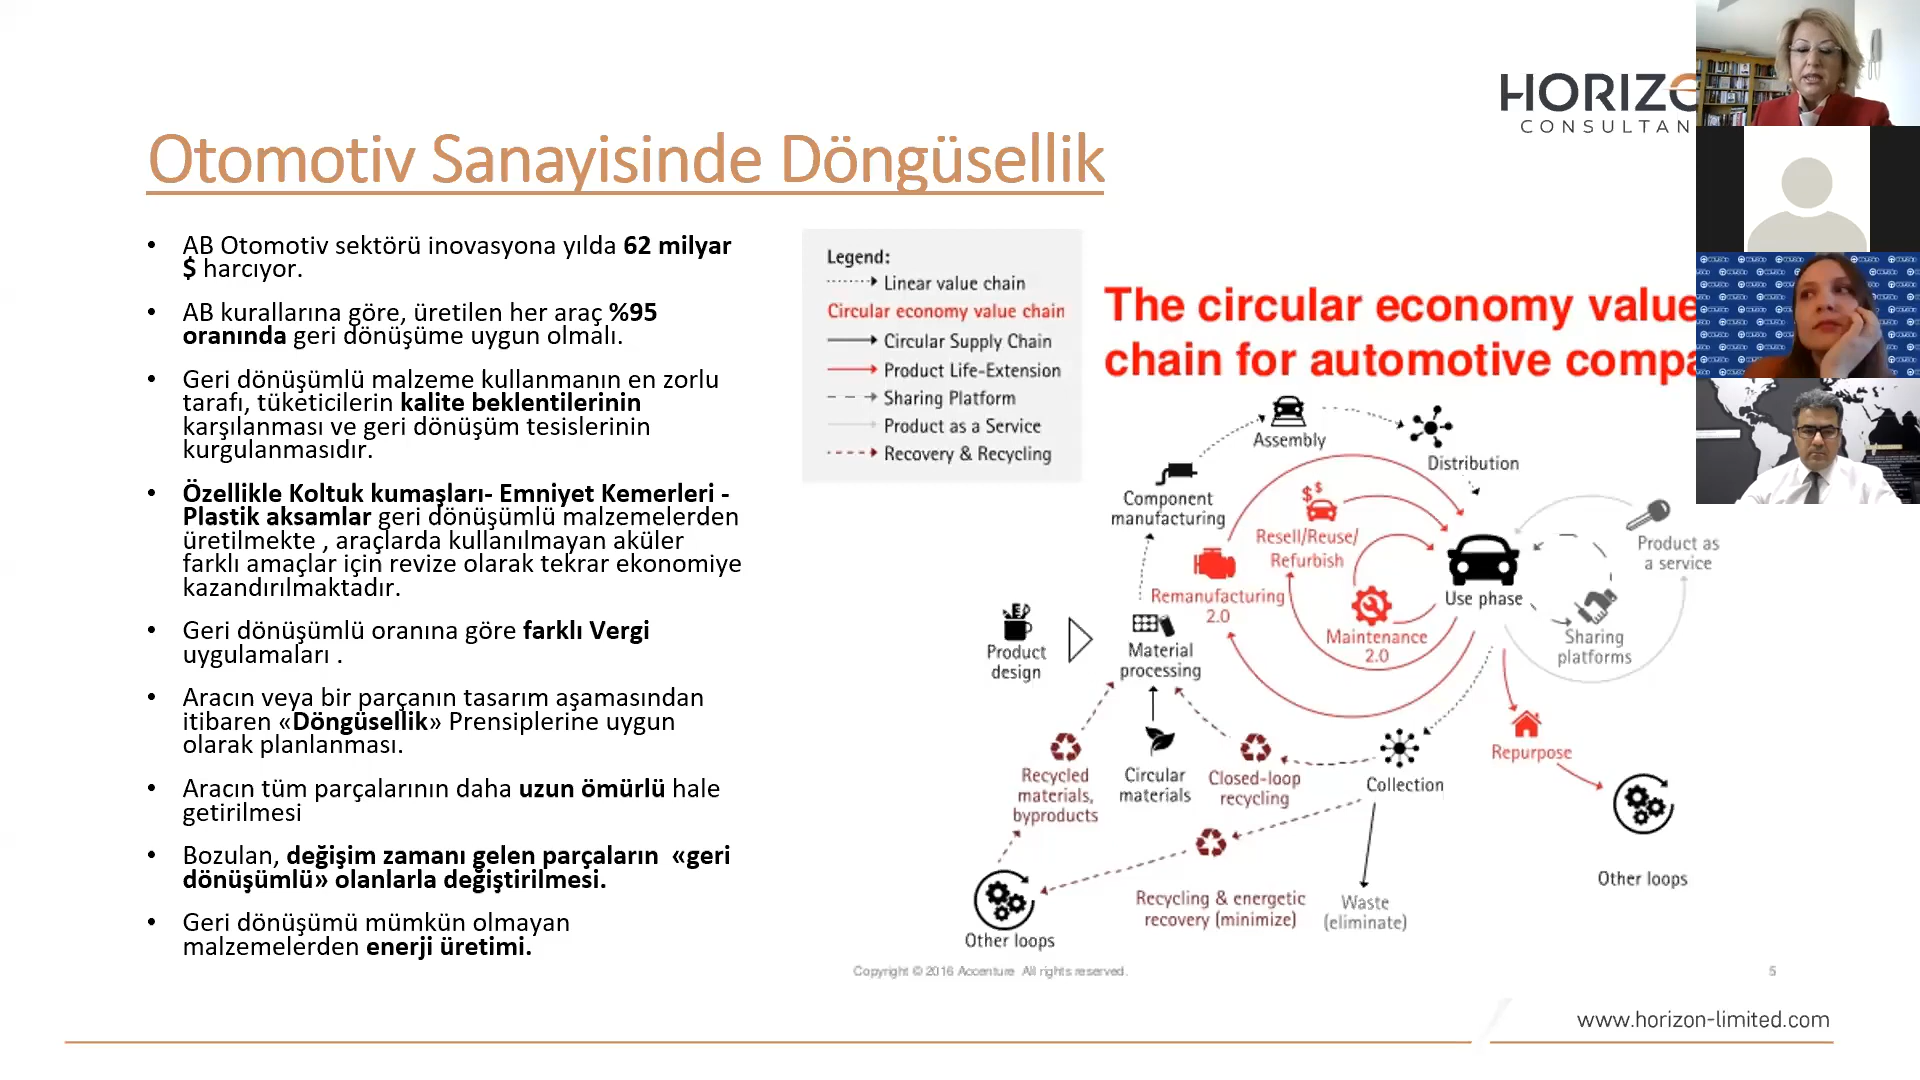 HORIZO
CONSULTAN
Otomotiv Sanayisinde Döngüsellik
• AB Otomotiv sektörü inovasyona yılda 62 milyar
$ harcıyor.
• AB kurallarına göre, üretilen her araç %95
oranında geri dönüşüme uygun olmalı.
• Geri dönüşümlü malzeme kullanmanın en zorlu
tarafı, tüketicilerin kalite beklentilerinin
karşılanması ve geri dönüşüm tesislerinin
kurgulanmasıdır.
• Özellikle Koltuk kumaşları- Emniyet Kemerleri -
Plastik aksamlar geri dönüşümlü malzemelerden
üretilmekte , araçlarda kullanılmayan aküler
farklı amaçlar için revize olarak tekrar ekonomiye
kazandırılmaktadır.
• Geri dönüşümlü oranına göre farklı Vergi
uygulamaları .
• Aracın veya bir parçanın tasarım aşamasından
itibaren «Döngüsellik» Prensiplerine uygun
olarak planlanması.
• Aracın tüm parçalarının daha uzun ömürlü hale
getirilmesi
• Bozulan, değişim zamanı gelen parçaların «geri
dönüşümlü» olanlarla değiştirilmesi.
• Geri dönüşümü mümkün olmayan
malzemelerden enerji üretimi.
Legend:
Linear value chain
Circular economy value chain
Circular Supply Chain
Product Life-Extension
Sharing Platform
Product as a Service
Recovery & Recycling
The circular economy value
chain for automotive compa
Assembly
Distribution
Component
manufacturing
$$
Resell/Reuse/
Refurbish
Product as
a service
Remanufacturing
2.0
Use phase
Maintenance
2.0
Sharing
platforms
Product
design
Material
processing
Repurpose
Recycled
materials,
byproducts
Circular
materials
Closed-loop
recycling
Collection
Other loops
Recycling & energetic
recovery (minimize)
Waste
(eliminate)
Other loops
Copyright © 2016 Accenture All rights reserved.
5
www.horizon-limited.com